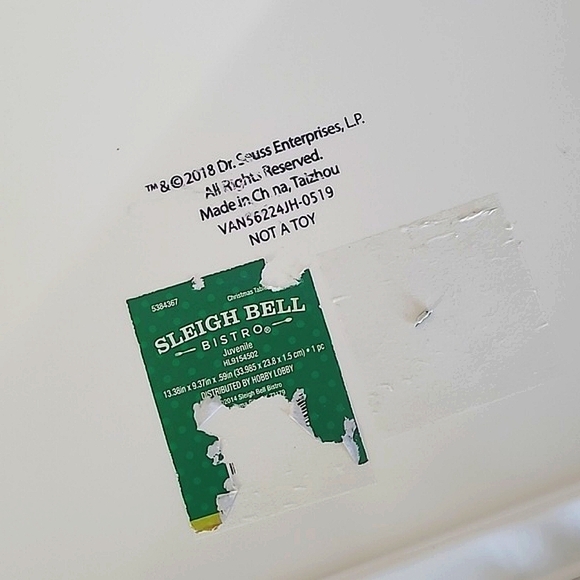 ™ & © 2018 Dr. Seuss Enterprises, L.P.
All Rights Reserved.
Made in China, Taizhou
VAN56224JH-0519
NOT A TOY
5384367
Christmas
SLEIGH BELL
BISTRO®
Juvenile
HL9154502
13.38in x 9.37in x .59in (33.985 x 23.8 x 1.5 cm) • 1 pc
DISTRIBUTED BY HOBBY LOBBY
2014 Sleigh Bell Bistro